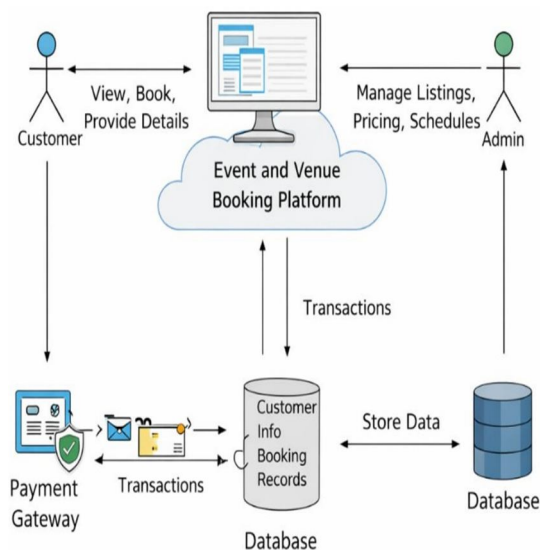 View, Book,
Provide Details
Customer
Manage Listings,
Pricing, Schedules
Admin
Event and Venue
Booking Platform
Transactions
Customer
Info
Booking
Records
Store Data
Transactions
Payment
Gateway
Database
Database